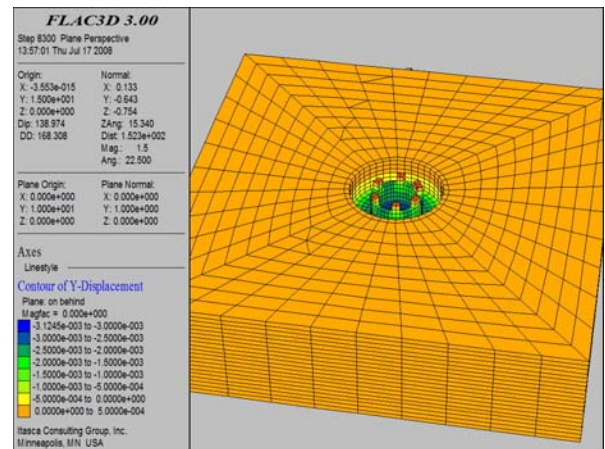 FLAC3D 3.00
Step 8300 Plane Perspective
13:57:01 Thu Jul 17 2008
Origin: Normal:
X: -3.553e-015 X: 0.133
Y: 1.500e+001 Y: -0.643
Z: 0.000e+000 Z: -0.754
Dip: 138.974 ZAng: 15.340
DD: 168.308 Dist: 1.523e+002
Mag.: 1.5
Ang.: 22.500
Plane Origin: Plane Normal:
X: 0.000e+000 X: 0.000e+000
Y: 1.000e+001 Y: 1.000e+000
Z: 0.000e+000 Z: 0.000e+000
Axes
Linestyle
Contour of Y-Displacement
Plane: on behind
Magfac = 0.000e+000
-3.1245e-003 to -3.0000e-003
-3.0000e-003 to -2.5000e-003
-2.5000e-003 to -2.0000e-003
-2.0000e-003 to -1.5000e-003
-1.5000e-003 to -1.0000e-003
-1.0000e-003 to -5.0000e-004
-5.0000e-004 to 0.0000e+000
0.0000e+000 to 5.0000e-004
Itasca Consulting Group, Inc.
Minneapolis, MN USA